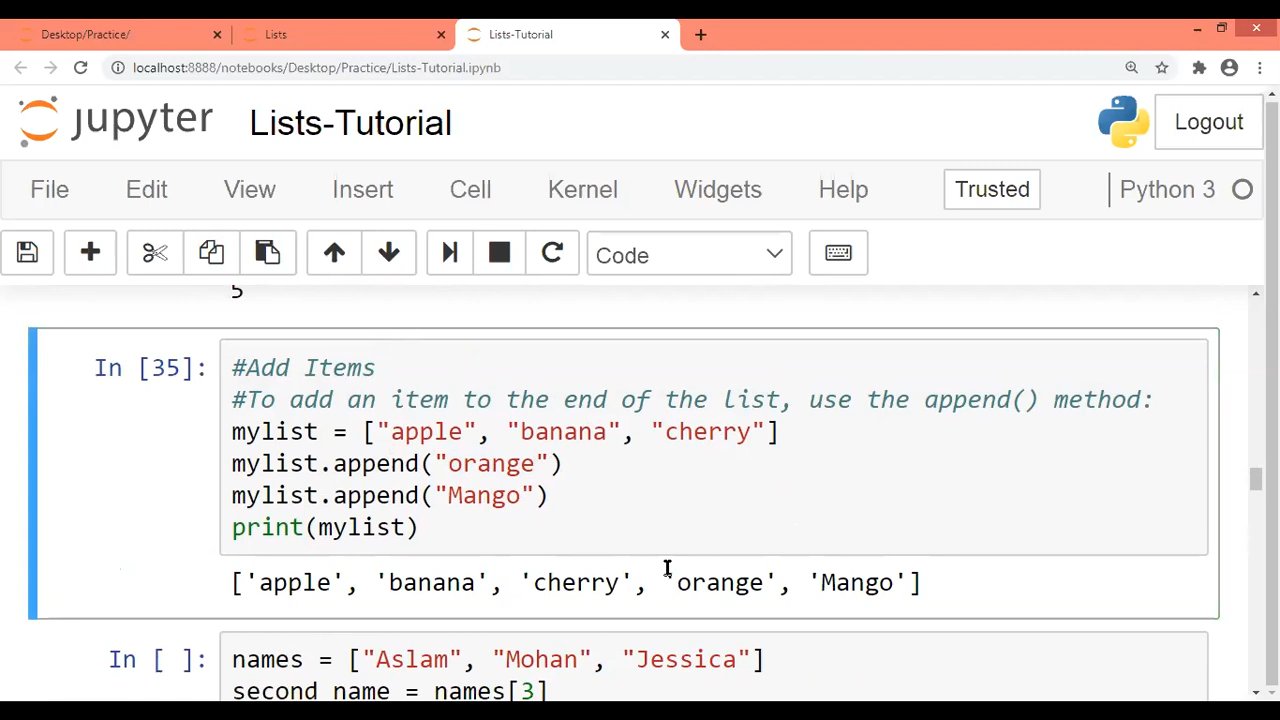 Desktop/Practice/
Lists
Lists-Tutorial
localhost:8888/notebooks/Desktop/Practice/Lists-Tutorial.ipynb
jupyter
Lists-Tutorial
Logout
File Edit View Insert Cell Kernel Widgets Help Trusted Python 3
Code
5
In [35]:
#Add Items
#To add an item to the end of the list, use the append() method:
mylist = ["apple", "banana", "cherry"]
mylist.append("orange")
mylist.append("Mango")
print(mylist)
['apple', 'banana', 'cherry', 'orange', 'Mango']
In [ ]:
names = ["Aslam", "Mohan", "Jessica"]
second_name = names[3]